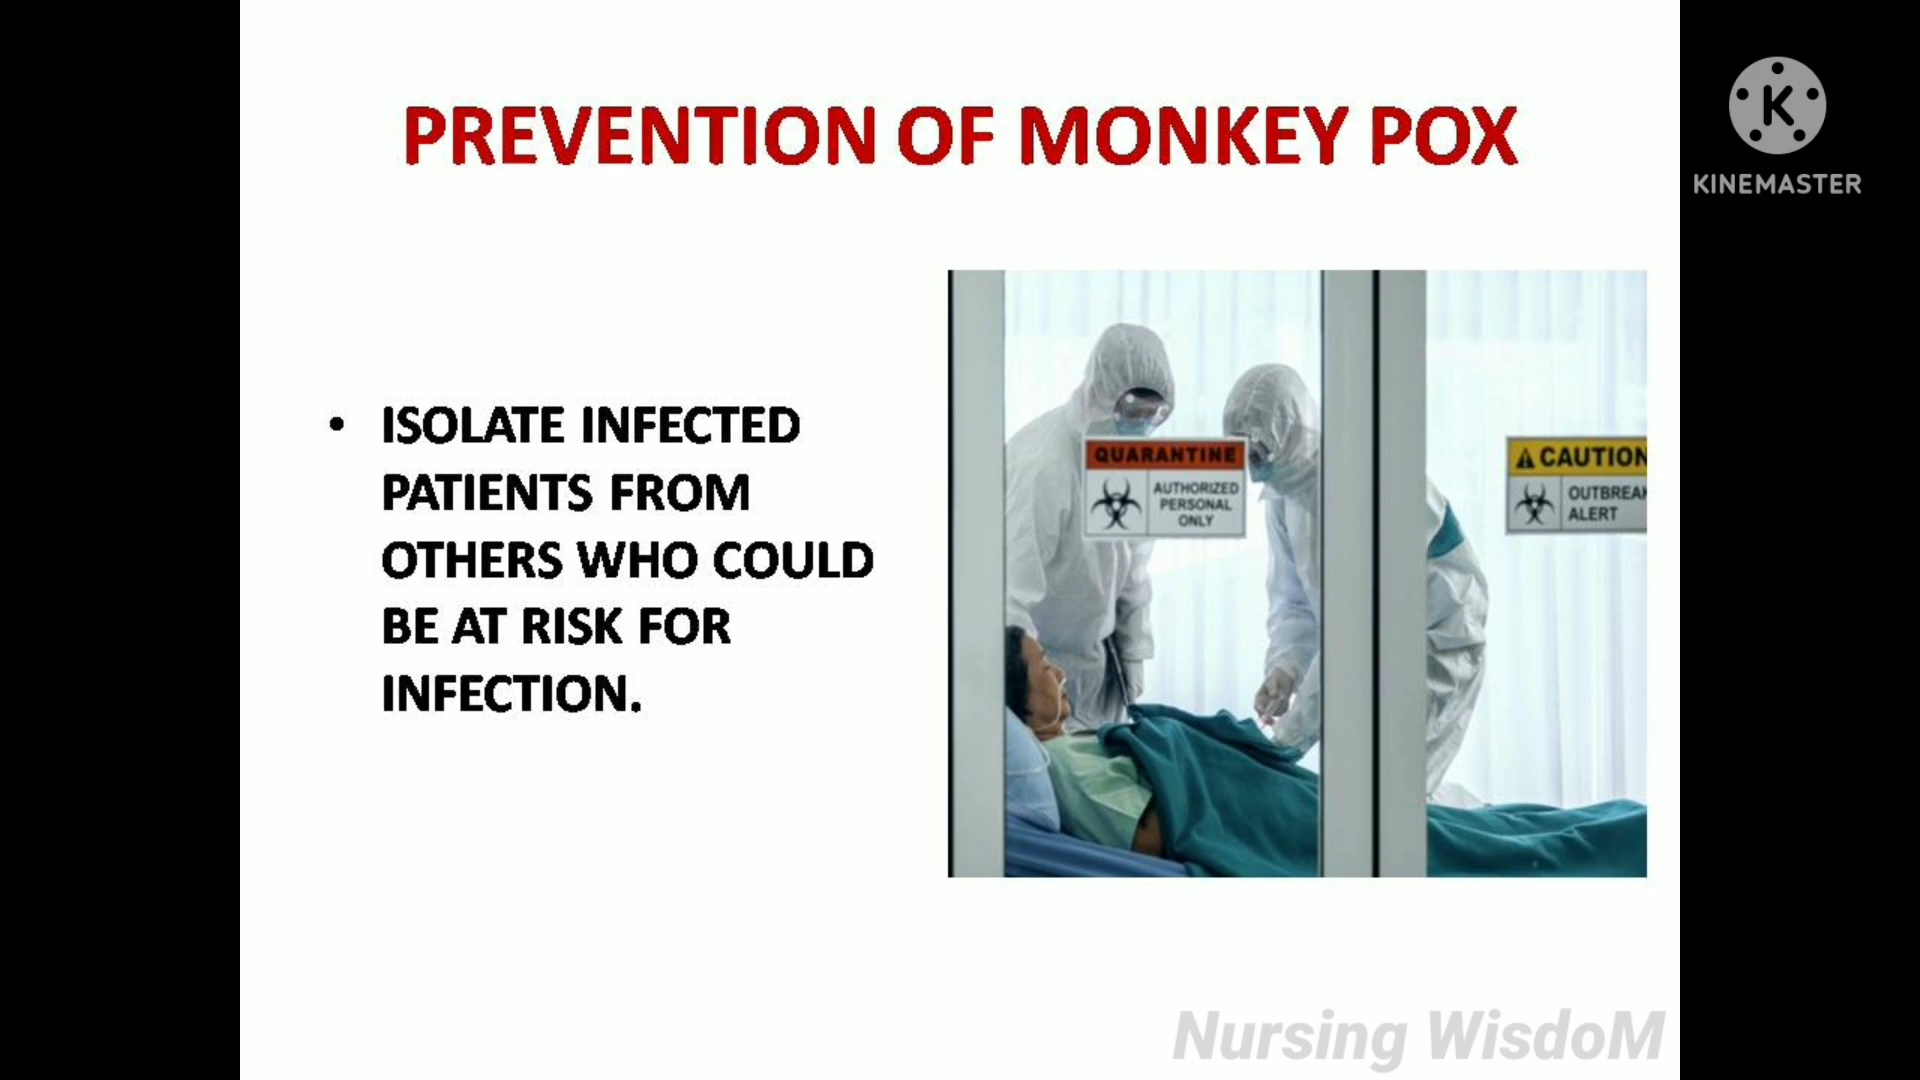 PREVENTION OF MONKEY POX
KINEMASTER
• ISOLATE INFECTED
PATIENTS FROM
OTHERS WHO COULD
BE AT RISK FOR
INFECTION.
QUARANTINE
AUTHORIZED
PERSONAL
ONLY
CAUTION
OUTBREAK
ALERT
Nursing WisdoM